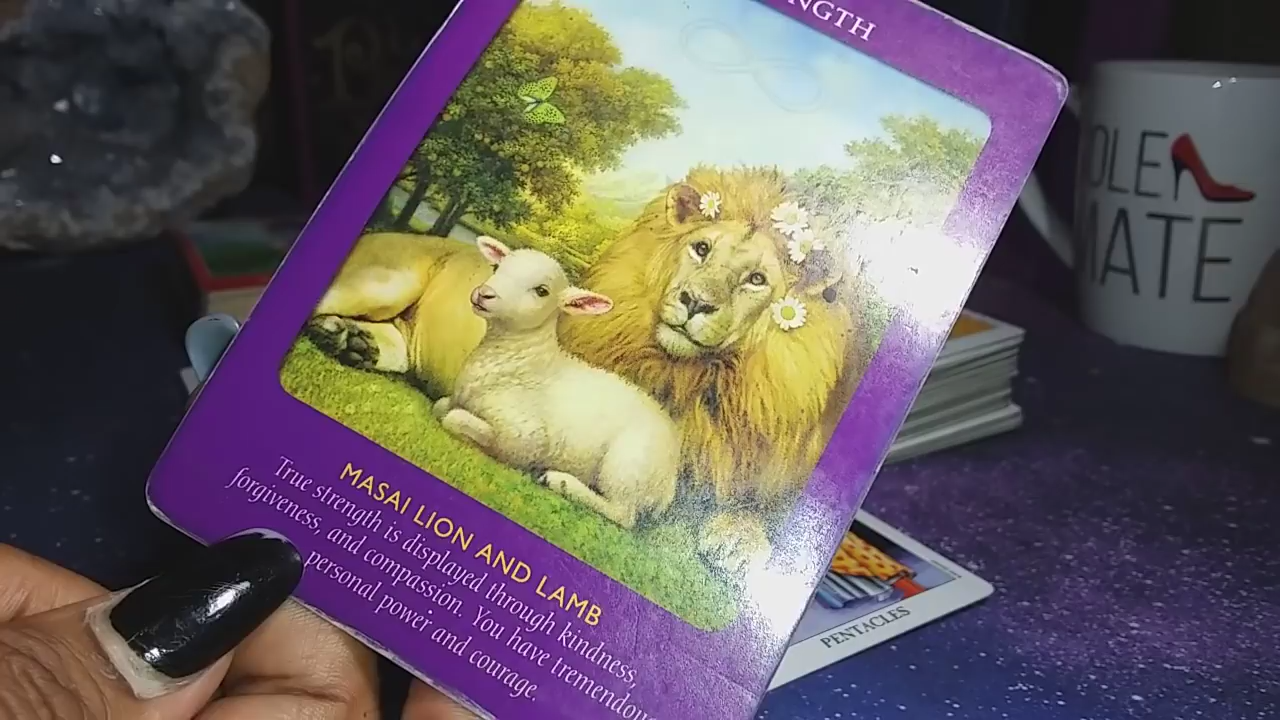 NGTH
MASAI LION AND LAMB
True strength is displayed through kindness,
forgiveness, and compassion. You have tremendou
personal power and courage.
OLE
MATE
PENTACLES